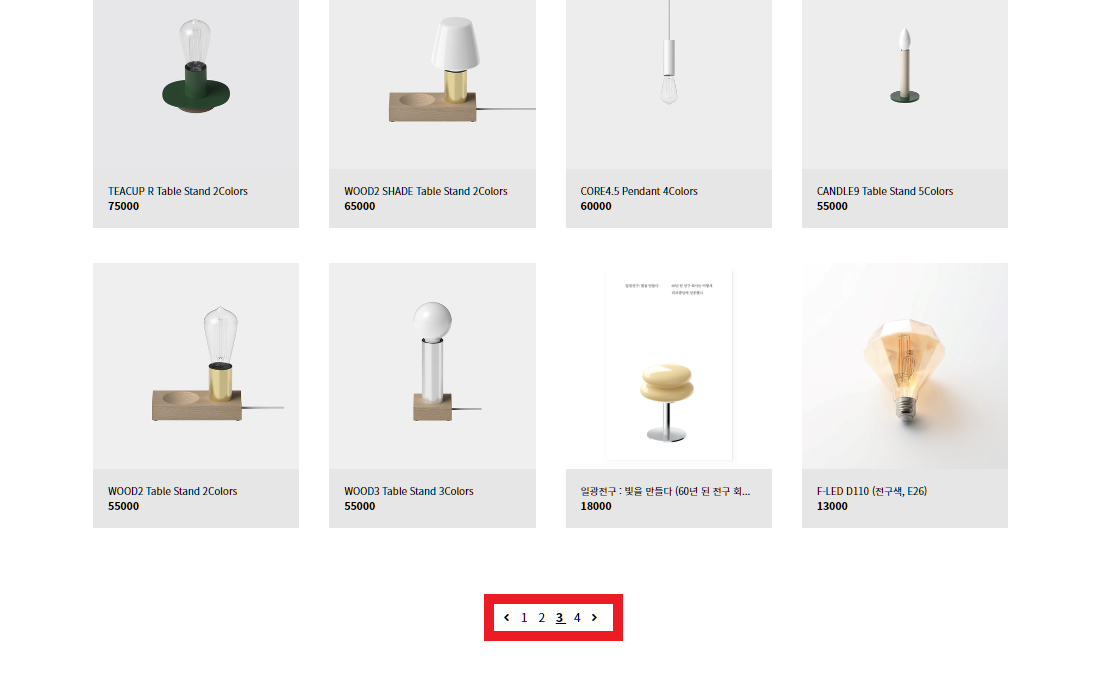 TEACUP R Table Stand 2Colors
75000
WOOD2 SHADE Table Stand 2Colors
65000
CORE4.5 Pendant 4Colors
60000
CANDLE9 Table Stand 5Colors
55000
WOOD2 Table Stand 2Colors
55000
WOOD3 Table Stand 3Colors
55000
일광전구 : 빛을 만들다 (60년 된 전구 회...
18000
F-LED D110 (전구색, E26)
13000
1 2 3 4